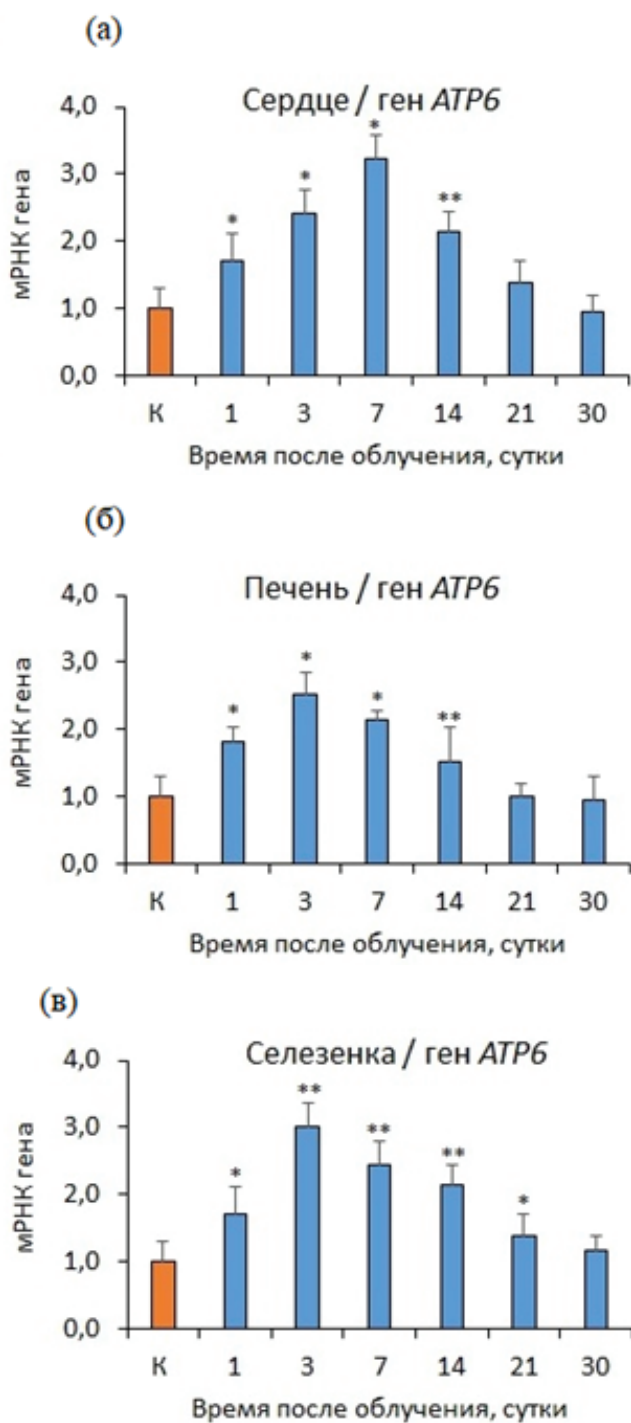 (а)
Сердце / ген ATP6
мРНК гена
4,0
3,0
2,0
1,0
0,0
* * * **
К 1 3 7 14 21 30
Время после облучения, сутки
(б)
Печень / ген ATP6
мРНК гена
4,0
3,0
2,0
1,0
0,0
* * * **
К 1 3 7 14 21 30
Время после облучения, сутки
(в)
Селезенка / ген ATP6
мРНК гена
4,0
3,0
2,0
1,0
0,0
* ** ** ** *
К 1 3 7 14 21 30
Время после облучения, сутки